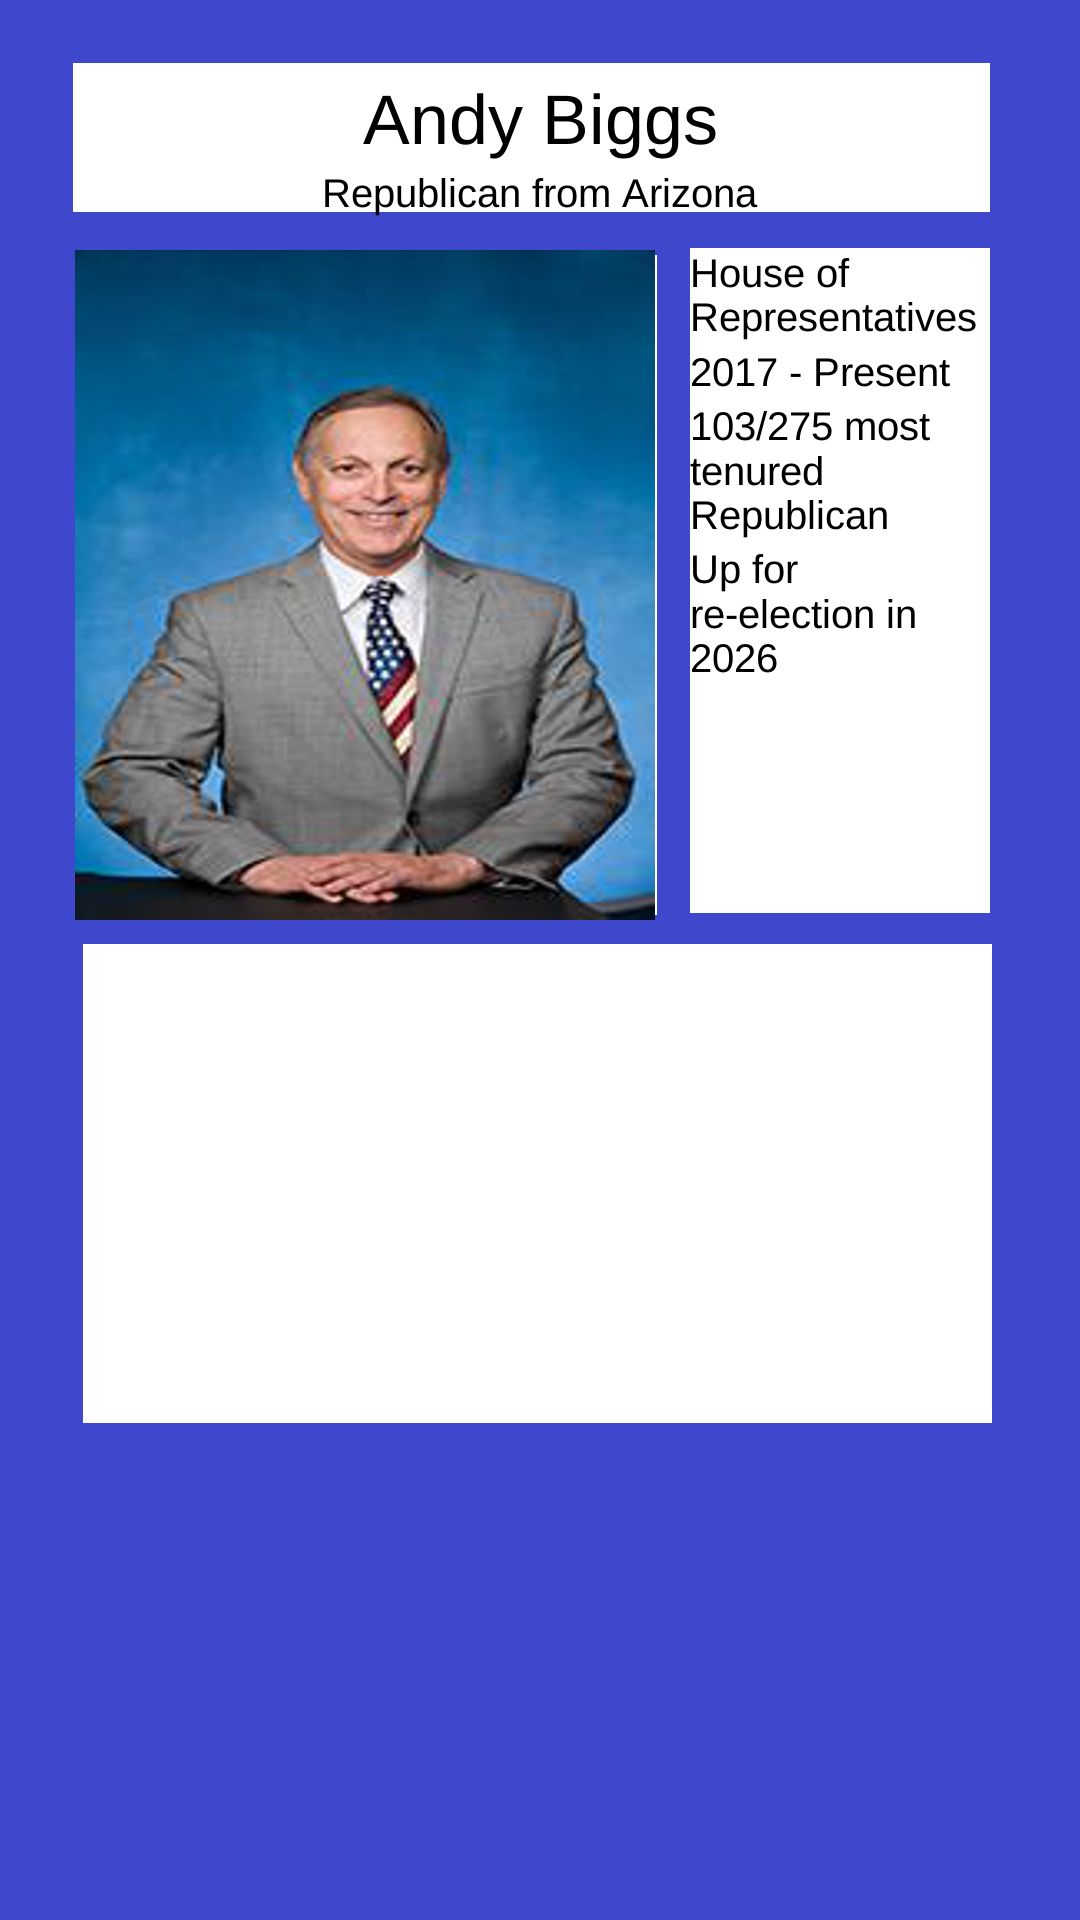 Andy Biggs
Republican from Arizona
House of
Representatives
2017 - Present
103/275 most
tenured
Republican
Up for
re-election in
2026